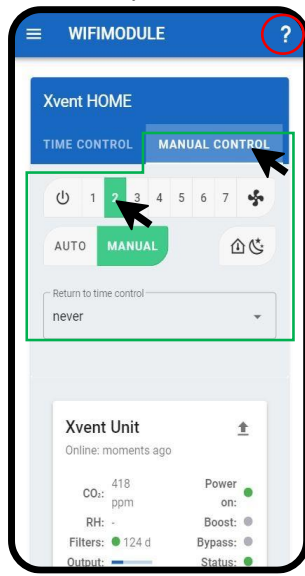 WIFIMODULE ?
Xvent HOME
TIME CONTROL MANUAL CONTROL
1 2 3 4 5 6 7
AUTO MANUAL
Return to time control
never
Xvent Unit
Online: moments ago
CO₂: 418 ppm
Power on:
RH: -
Boost:
Filters: 124 d
Bypass:
Output:
Status: